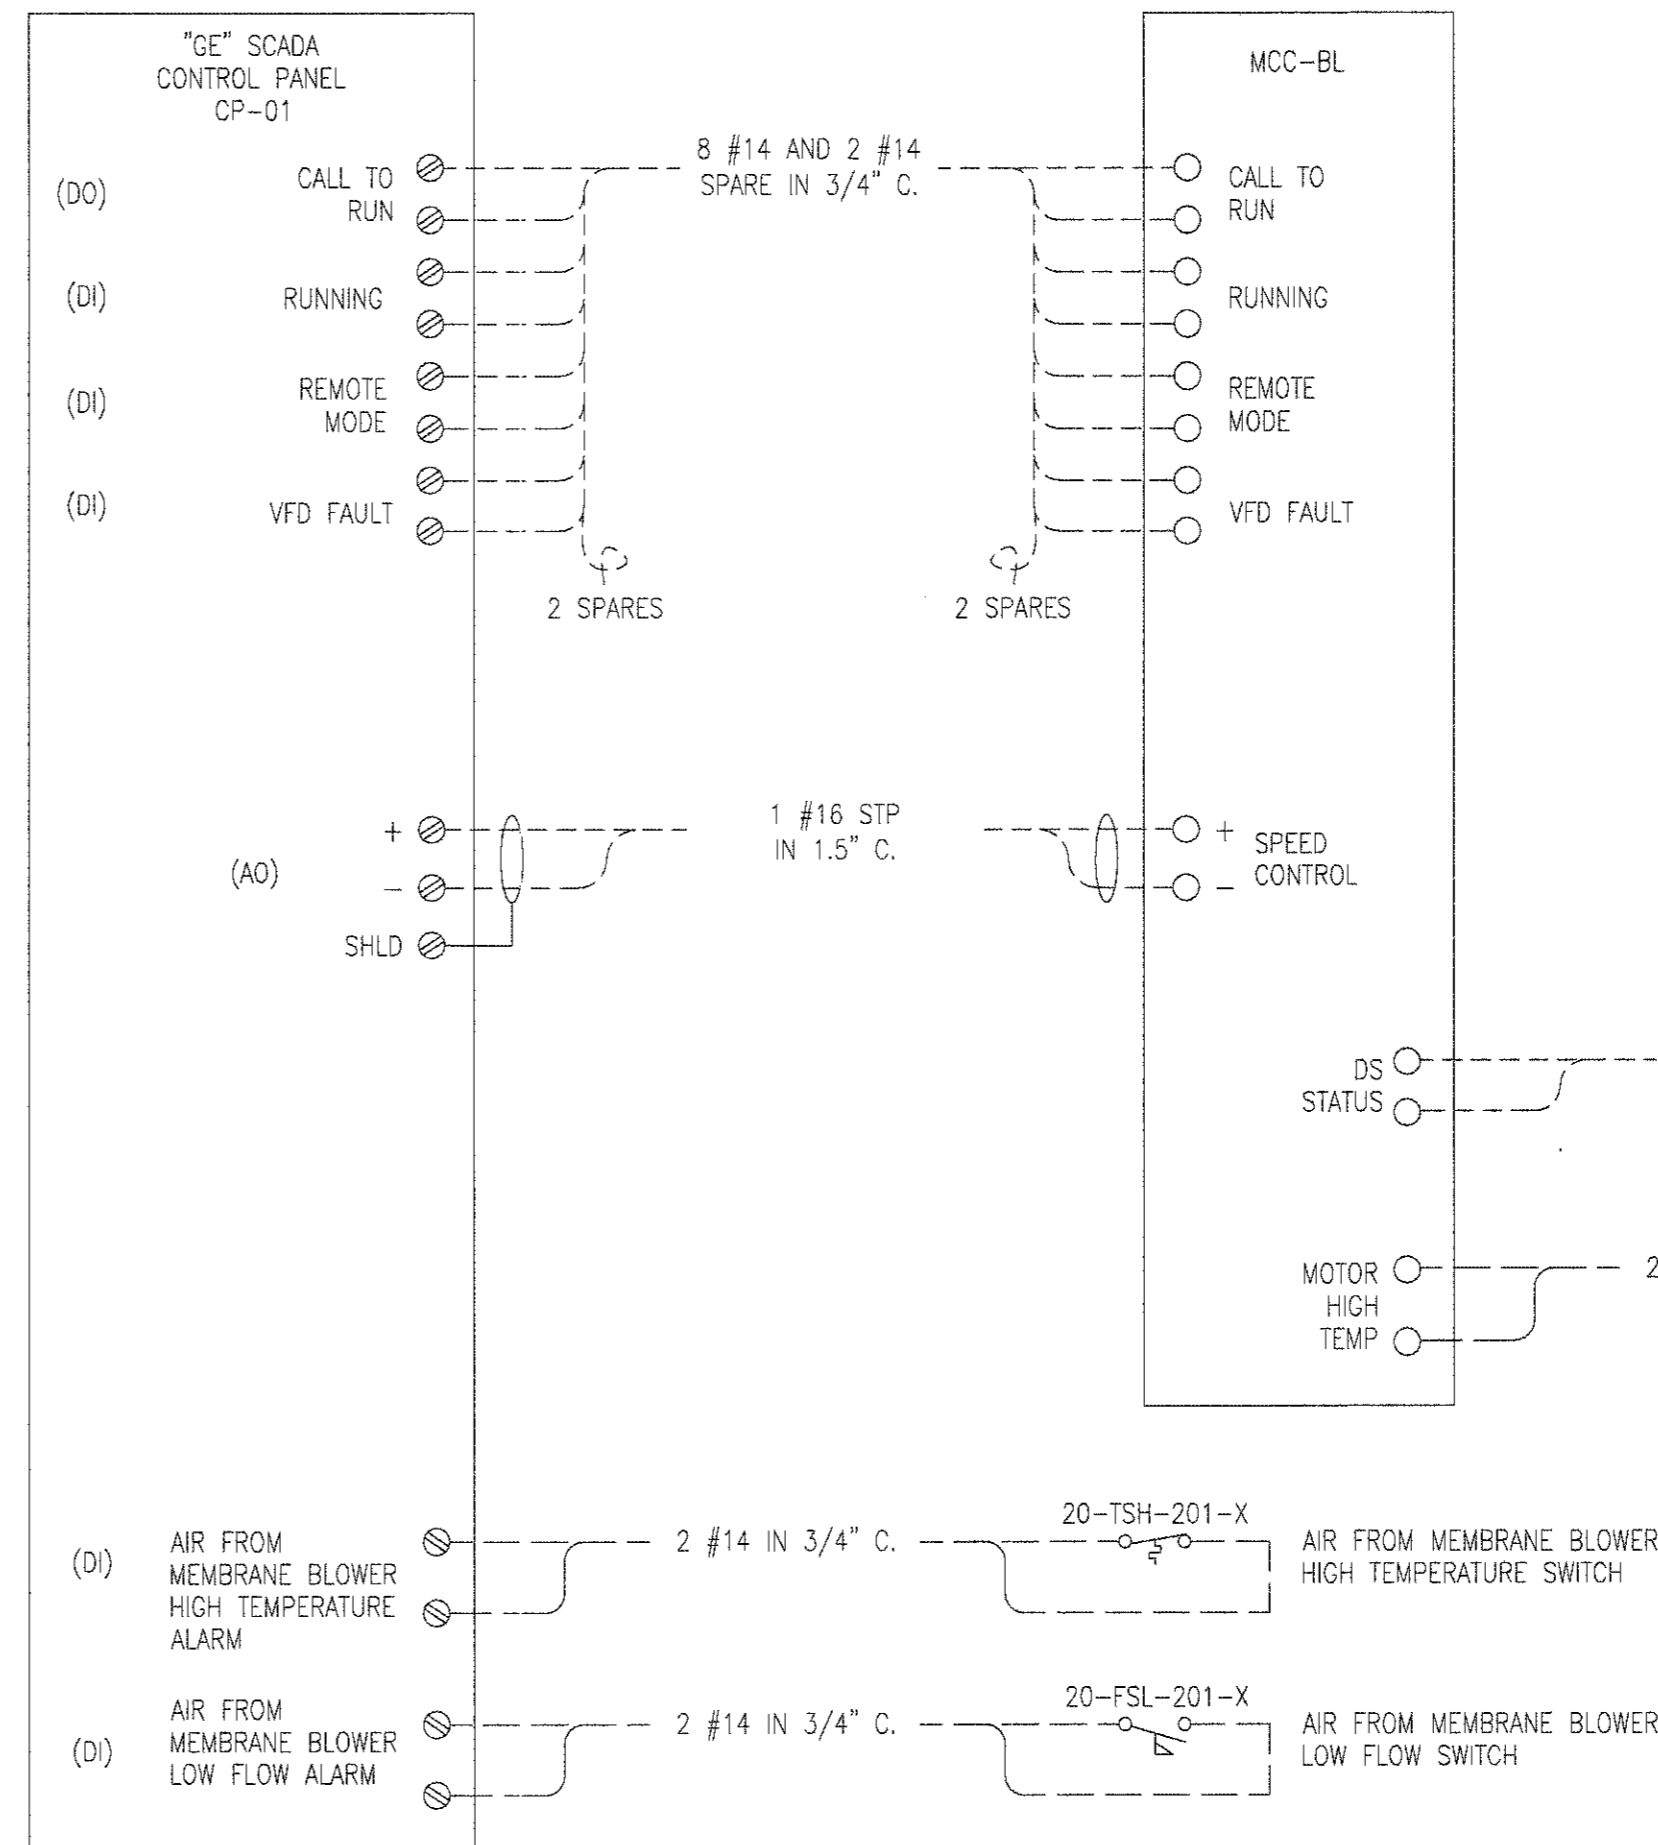 "GE" SCADA
CONTROL PANEL
CP-01
MCC-BL
8 #14 AND 2 #14
SPARE IN 3/4" C.
(DO)
CALL TO
RUN
CALL TO
RUN
(DI)
RUNNING
RUNNING
(DI)
REMOTE
MODE
REMOTE
MODE
(DI)
VFD FAULT
VFD FAULT
2 SPARES
2 SPARES
1 #16 STP
IN 1.5" C.
+
+
SPEED
CONTROL
(AO)
-
-
SHLD
DS
STATUS
MOTOR
HIGH
TEMP
2
20-TSH-201-X
(DI)
AIR FROM
MEMBRANE BLOWER
HIGH TEMPERATURE
ALARM
2 #14 IN 3/4" C.
AIR FROM MEMBRANE BLOWER
HIGH TEMPERATURE SWITCH
20-FSL-201-X
(DI)
AIR FROM
MEMBRANE BLOWER
LOW FLOW ALARM
2 #14 IN 3/4" C.
AIR FROM MEMBRANE BLOWER
LOW FLOW SWITCH